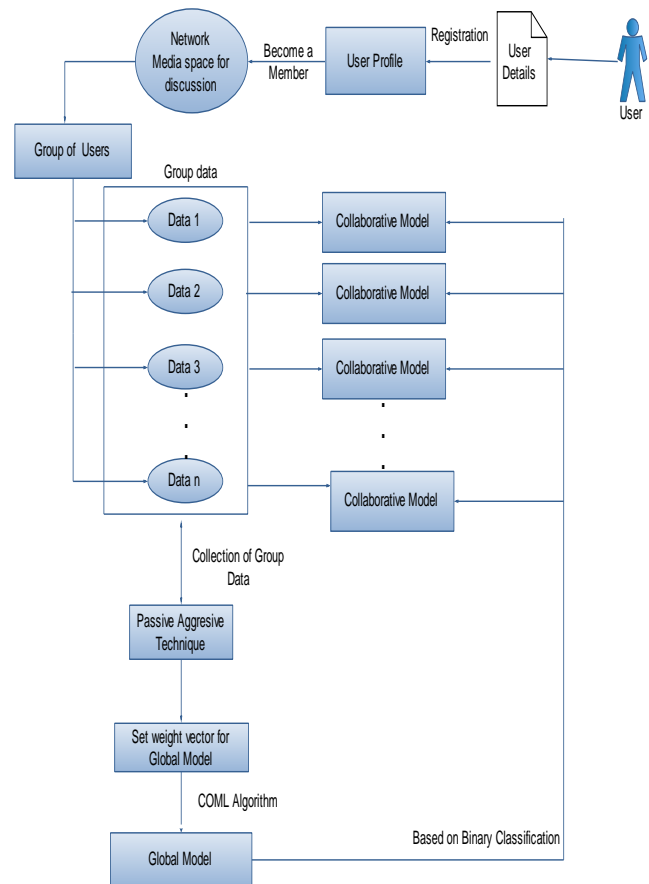 Network
Media space for
discussion
Become a
Member
User Profile
Registration
User
Details
User
Group of Users
Group data
Data 1
Collaborative Model
Data 2
Collaborative Model
Data 3
Collaborative Model
Data n
Collaborative Model
Collection of Group
Data
Passive Aggresive
Technique
Set weight vector for
Global Model
COML Algorithm
Global Model
Based on Binary Classification